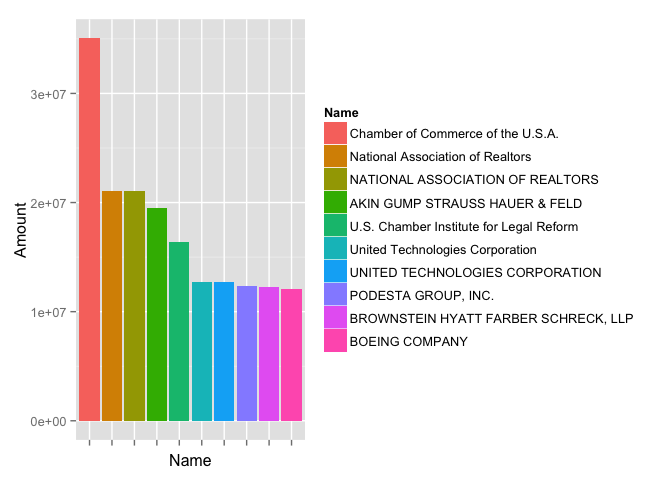 3e+07
2e+07
1e+07
0e+00
Amount
Name
Name
Chamber of Commerce of the U.S.A.
National Association of Realtors
NATIONAL ASSOCIATION OF REALTORS
AKIN GUMP STRAUSS HAUER & FELD
U.S. Chamber Institute for Legal Reform
United Technologies Corporation
UNITED TECHNOLOGIES CORPORATION
PODESTA GROUP, INC.
BROWNSTEIN HYATT FARBER SCHRECK, LLP
BOEING COMPANY